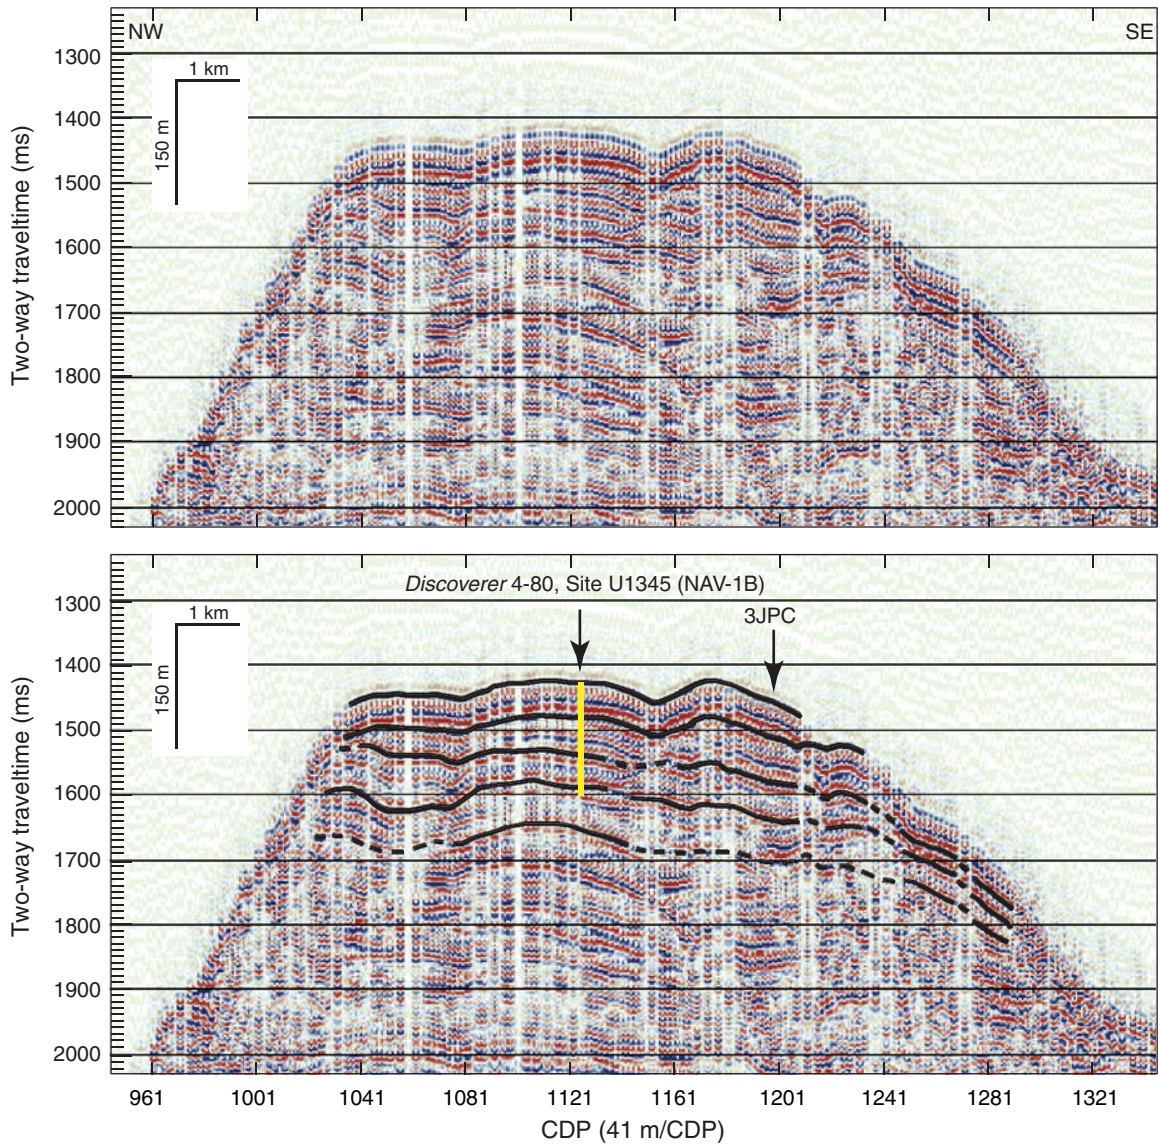 NW
SE
1 km
150 m
Two-way traveltime (ms)
1300
1400
1500
1600
1700
1800
1900
2000
Discoverer 4-80, Site U1345 (NAV-1B)
3JPC
1 km
150 m
Two-way traveltime (ms)
1300
1400
1500
1600
1700
1800
1900
2000
961 1001 1041 1081 1121 1161 1201 1241 1281 1321
CDP (41 m/CDP)